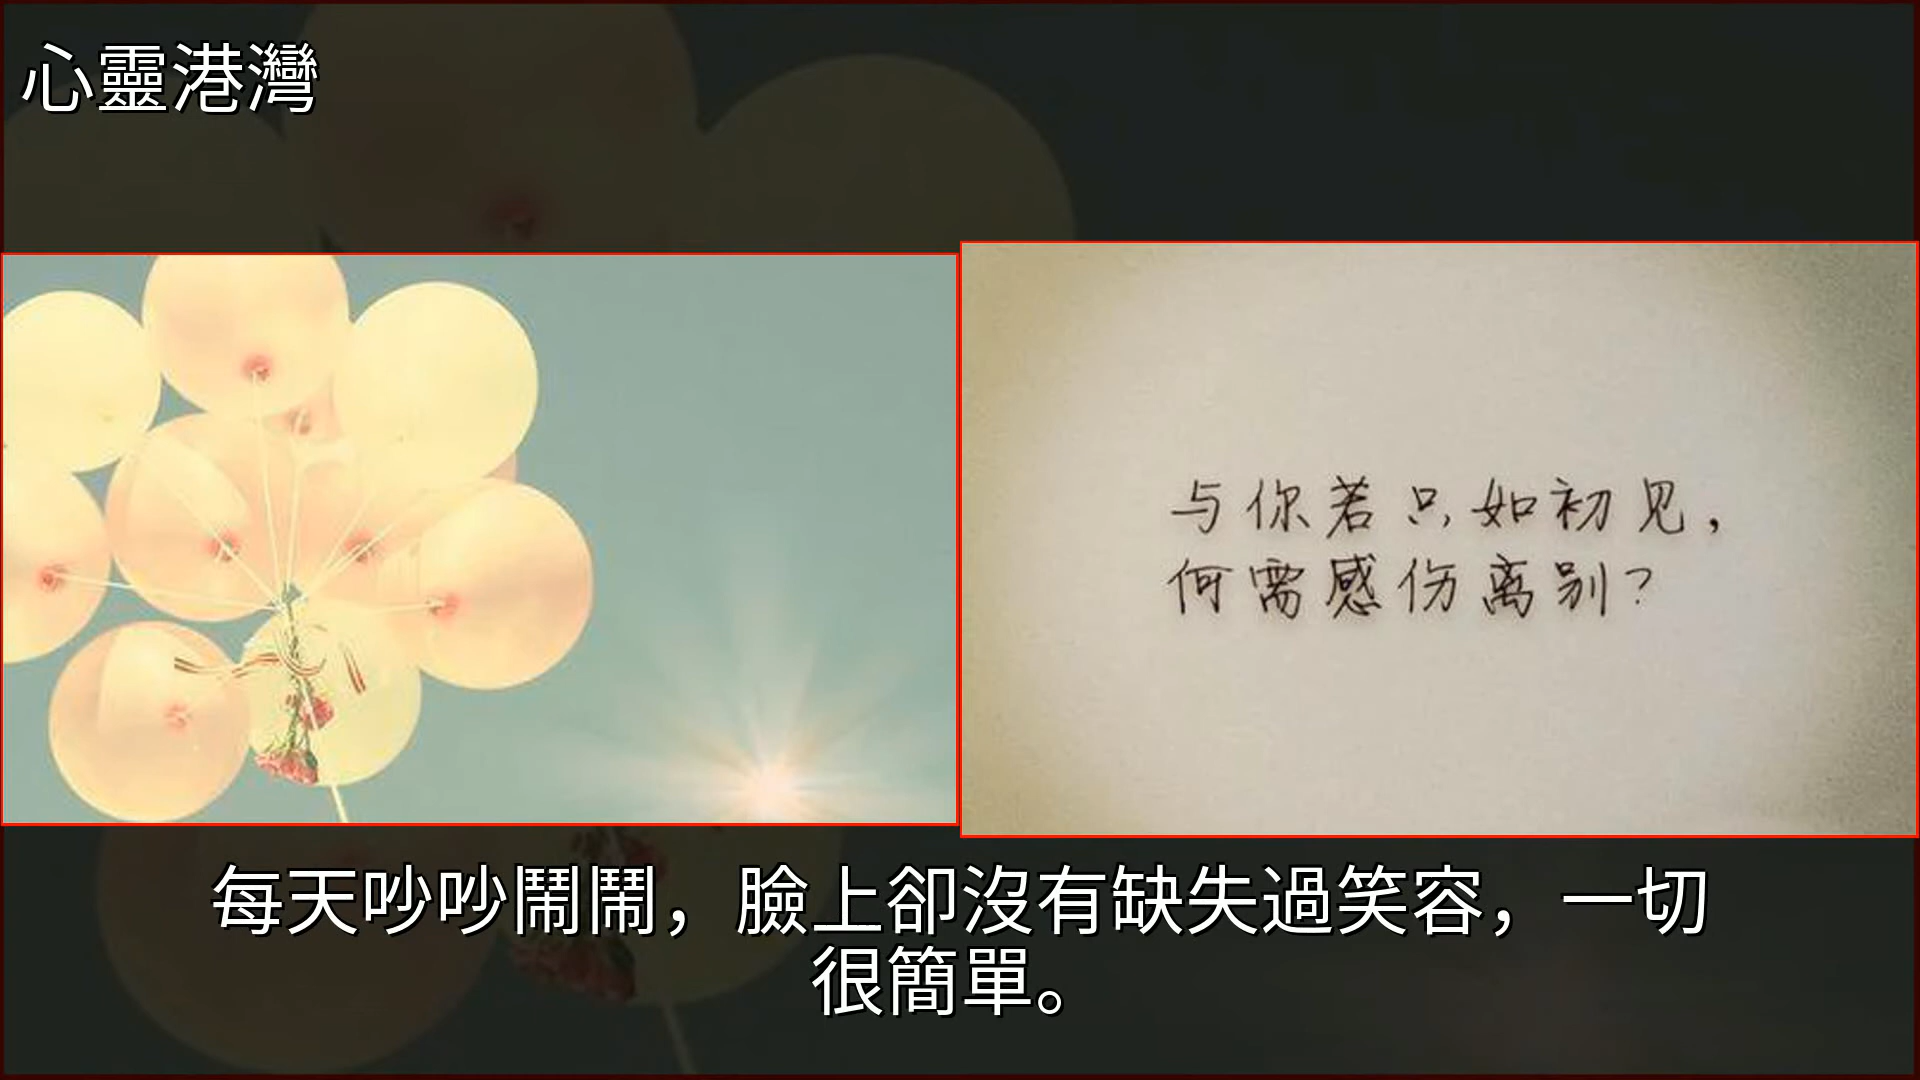 心靈港灣
与你若只如初见，
何需感伤离别？
每天吵吵鬧鬧，臉上卻沒有缺失過笑容，一切
很簡單。